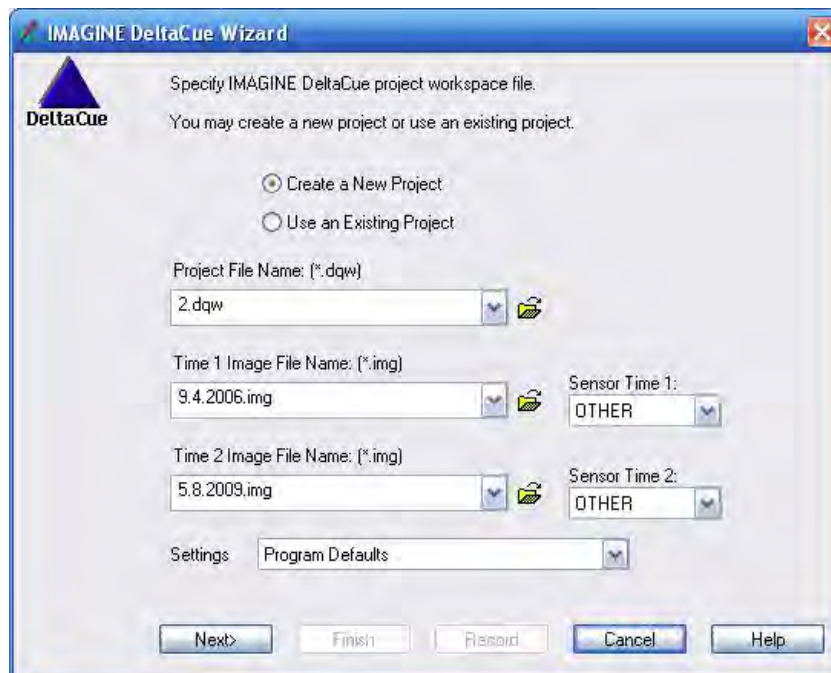 IMAGINE DeltaCue Wizard
DeltaCue
Specify IMAGINE DeltaCue project workspace file.
You may create a new project or use an existing project.
Create a New Project
Use an Existing Project
Project File Name: (*.dqw)
2.dqw
Time 1 Image File Name: (*.img)
9.4.2006.img
Sensor Time 1:
OTHER
Time 2 Image File Name: (*.img)
5.8.2009.img
Sensor Time 2:
OTHER
Settings Program Defaults
Next> Finish Record Cancel Help